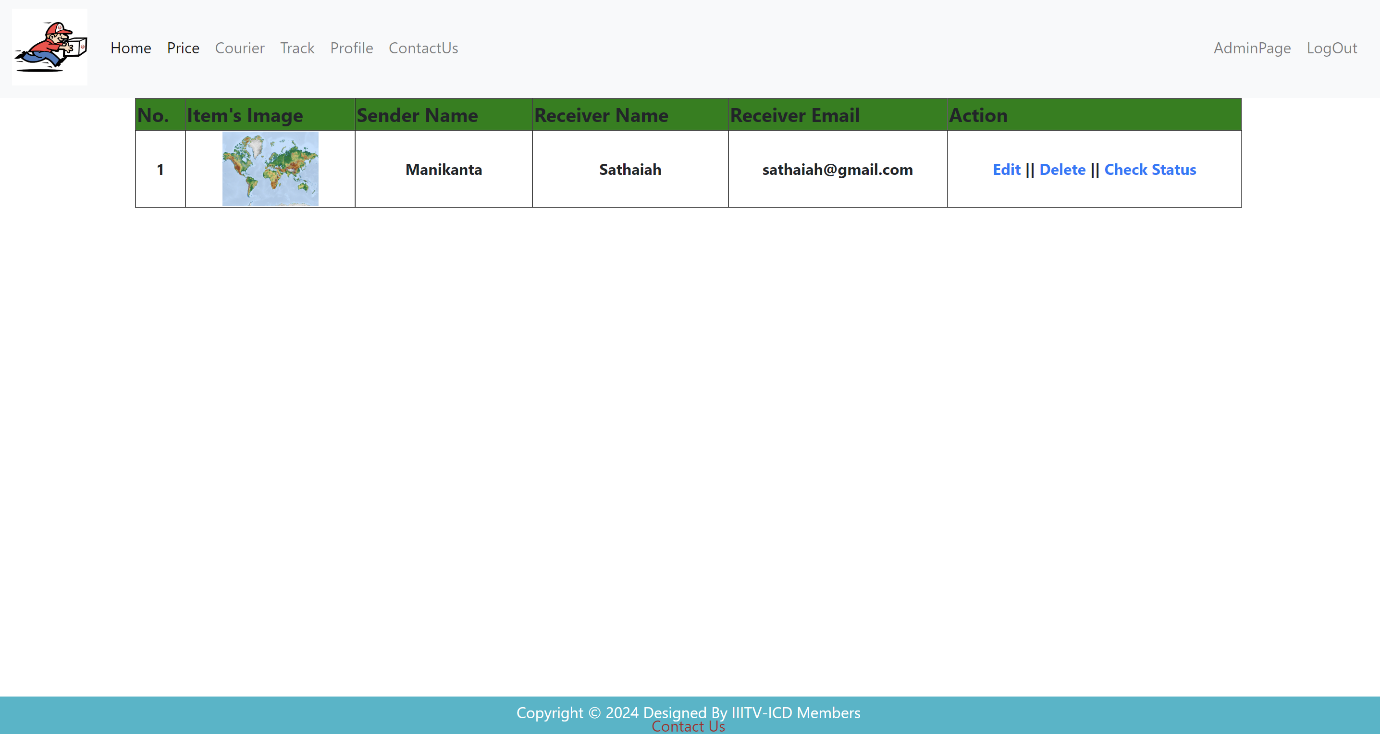 Home Price Courier Track Profile ContactUs AdminPage LogOut
No. Item's Image Sender Name Receiver Name Receiver Email Action
1 Manikanta Sathaiah sathaiah@gmail.com Edit || Delete || Check Status
Copyright © 2024 Designed By IIITV-ICD Members
Contact Us